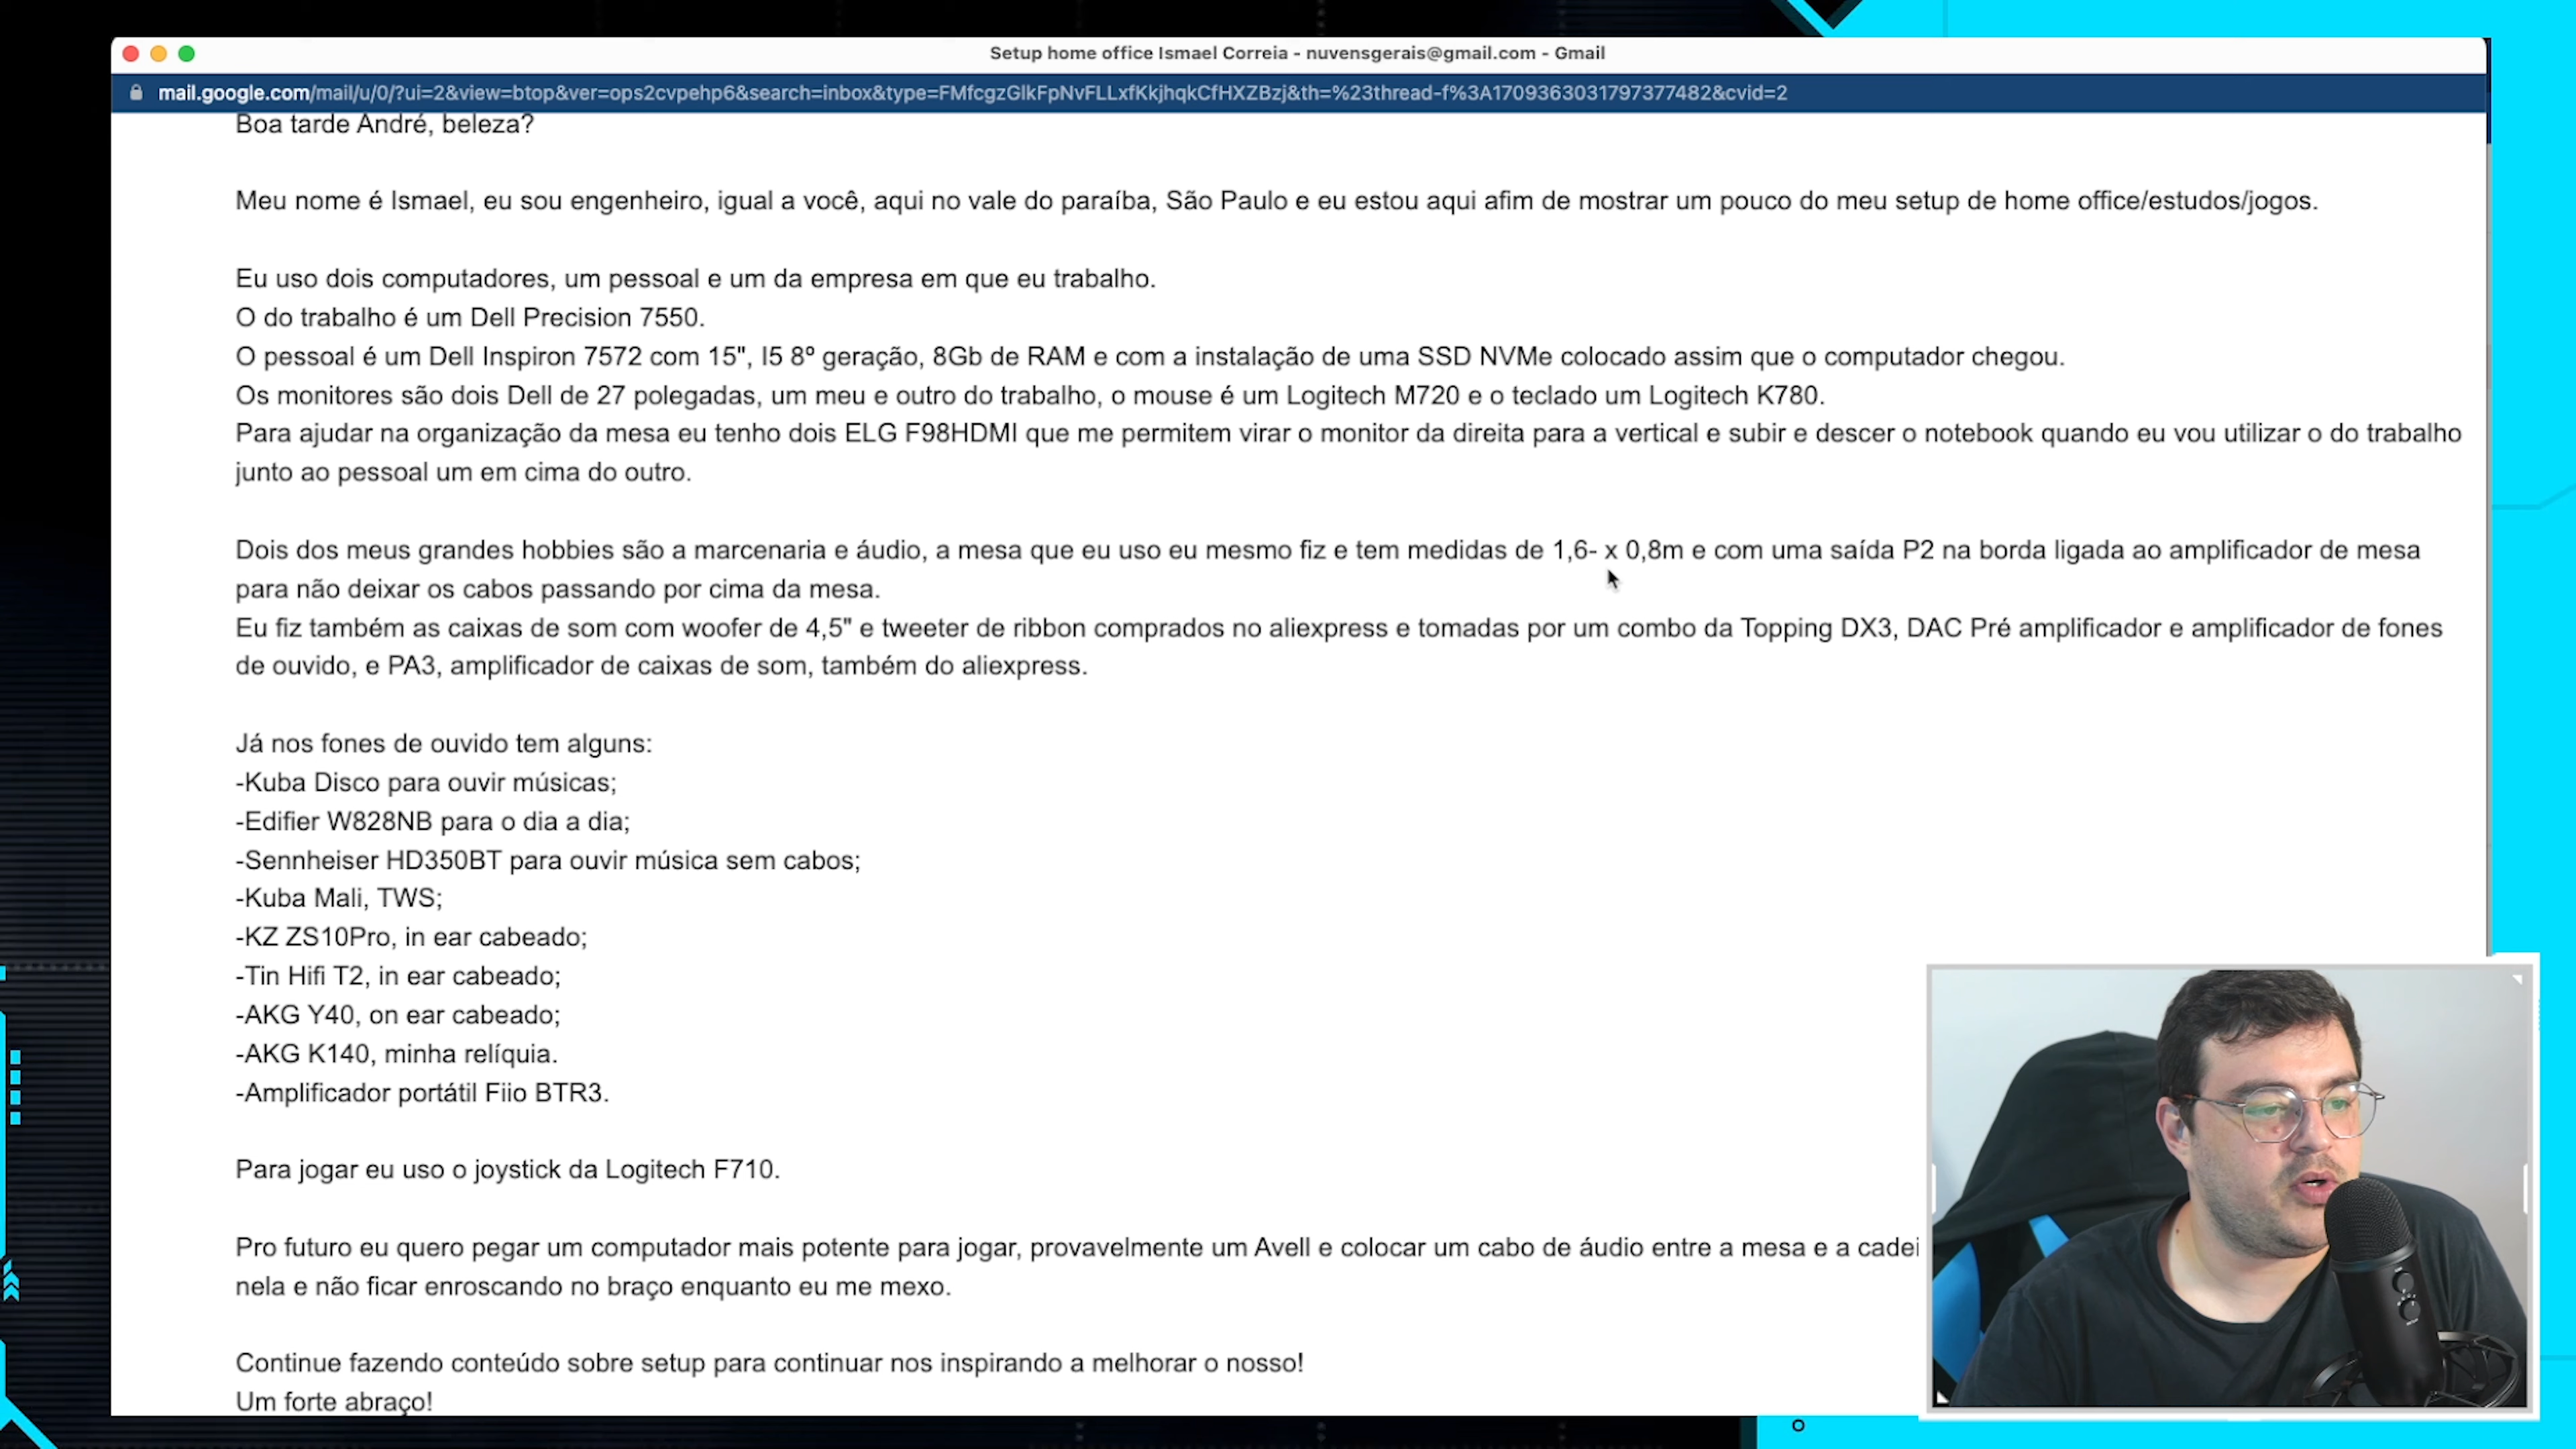 Setup home office Ismael Correia - nuvensgerais@gmail.com - Gmail
mail.google.com/mail/u/0/?ui=2&view=btop&ver=ops2cvpehp6&search=inbox&type=FMfcgzGlkFpNvFLLxfKkjhqkCfHXZBzj&th=%23thread-f%3A1709363031797377482&cvid=2
Boa tarde André, beleza?
Meu nome é Ismael, eu sou engenheiro, igual a você, aqui no vale do paraíba, São Paulo e eu estou aqui afim de mostrar um pouco do meu setup de home office/estudos/jogos.
Eu uso dois computadores, um pessoal e um da empresa em que eu trabalho.
O do trabalho é um Dell Precision 7550.
O pessoal é um Dell Inspiron 7572 com 15", I5 8º geração, 8Gb de RAM e com a instalação de uma SSD NVMe colocado assim que o computador chegou.
Os monitores são dois Dell de 27 polegadas, um meu e outro do trabalho, o mouse é um Logitech M720 e o teclado um Logitech K780.
Para ajudar na organização da mesa eu tenho dois ELG F98HDMI que me permitem virar o monitor da direita para a vertical e subir e descer o notebook quando eu vou utilizar o do trabalho
junto ao pessoal um em cima do outro.
Dois dos meus grandes hobbies são a marcenaria e áudio, a mesa que eu uso eu mesmo fiz e tem medidas de 1,6- x 0,8m e com uma saída P2 na borda ligada ao amplificador de mesa
para não deixar os cabos passando por cima da mesa.
Eu fiz também as caixas de som com woofer de 4,5" e tweeter de ribbon comprados no aliexpress e tomadas por um combo da Topping DX3, DAC Pré amplificador e amplificador de fones
de ouvido, e PA3, amplificador de caixas de som, também do aliexpress.
Já nos fones de ouvido tem alguns:
-Kuba Disco para ouvir músicas;
-Edifier W828NB para o dia a dia;
-Sennheiser HD350BT para ouvir música sem cabos;
-Kuba Mali, TWS;
-KZ ZS10Pro, in ear cabeado;
-Tin Hifi T2, in ear cabeado;
-AKG Y40, on ear cabeado;
-AKG K140, minha relíquia.
-Amplificador portátil Fiio BTR3.
Para jogar eu uso o joystick da Logitech F710.
Pro futuro eu quero pegar um computador mais potente para jogar, provavelmente um Avell e colocar um cabo de áudio entre a mesa e a cadei
nela e não ficar enroscando no braço enquanto eu me mexo.
Continue fazendo conteúdo sobre setup para continuar nos inspirando a melhorar o nosso!
Um forte abraço!